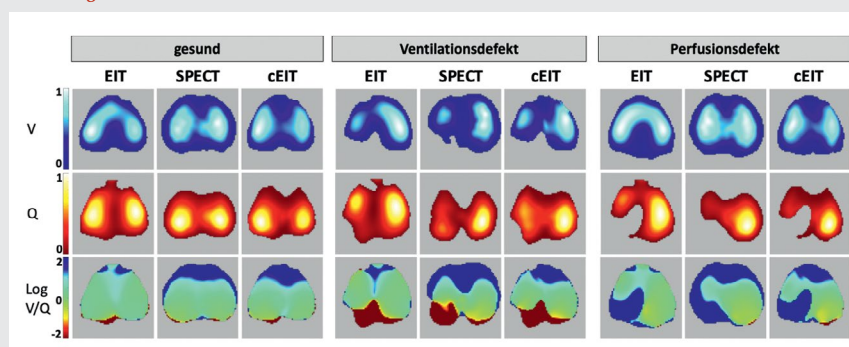 gesund Ventilationsdefekt Perfusionsdefekt
EIT SPECT cEIT EIT SPECT cEIT EIT SPECT cEIT
1
V
0
1
Q
0
2
Log
0
V/Q
-2